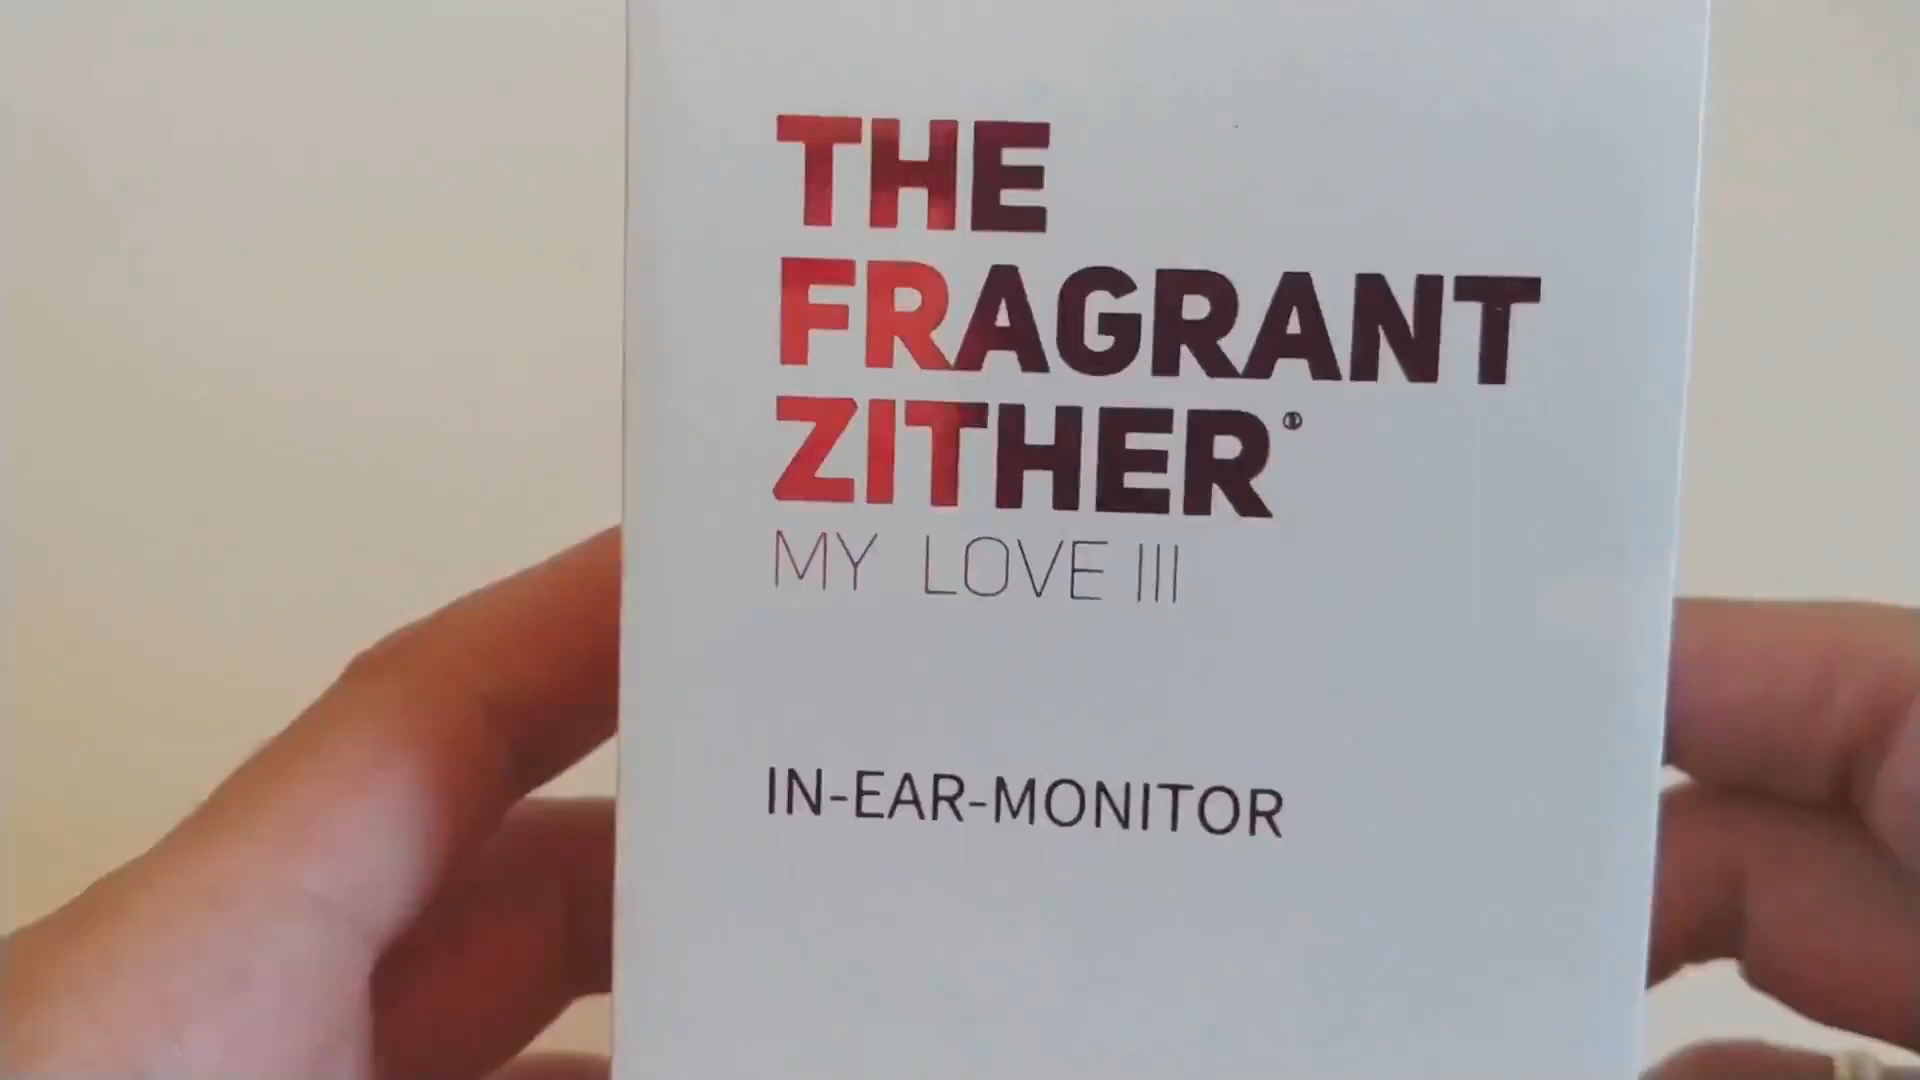 THE
FRAGRANT
ZITHER®
MY LOVE III
IN-EAR-MONITOR